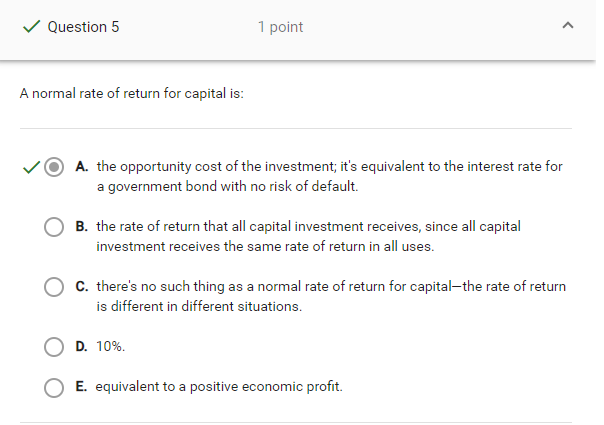 Question 5
1 point
A normal rate of return for capital is:
A. the opportunity cost of the investment; it's equivalent to the interest rate for
a government bond with no risk of default.
B. the rate of return that all capital investment receives, since all capital
investment receives the same rate of return in all uses.
C. there's no such thing as a normal rate of return for capital—the rate of return
is different in different situations.
D. 10%.
E. equivalent to a positive economic profit.